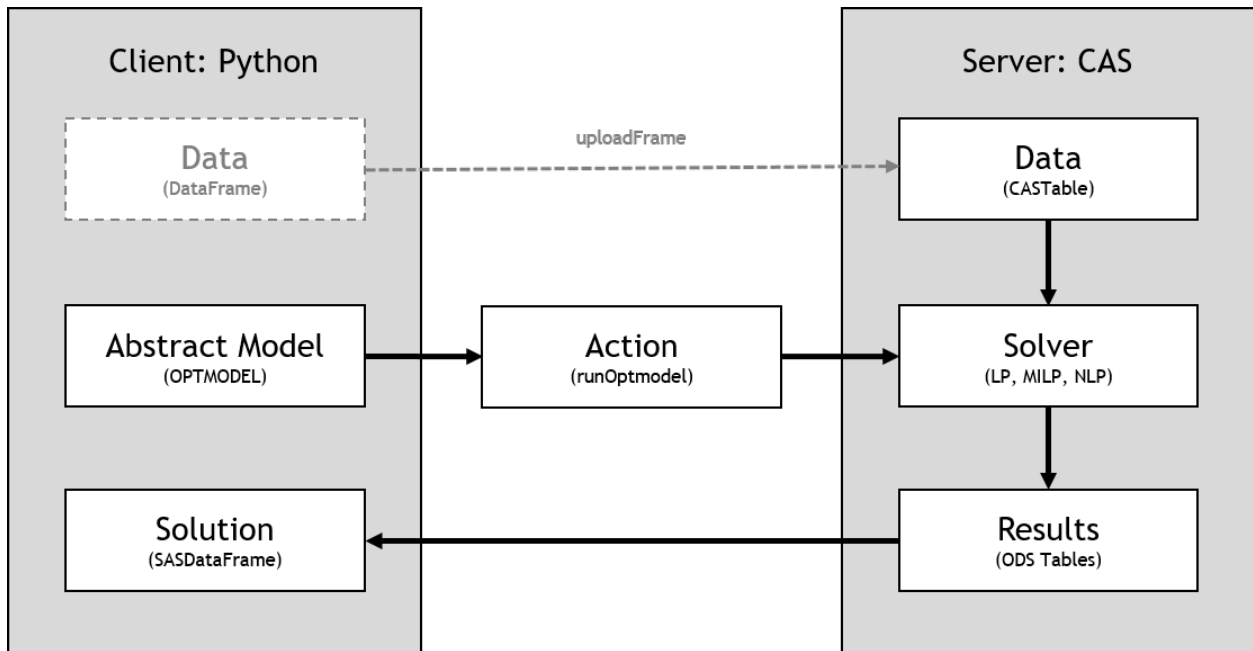 Client: Python
Server: CAS
Data
(DataFrame)
uploadFrame
Data
(CASTable)
Abstract Model
(OPTMODEL)
Action
(runOptmodel)
Solver
(LP, MILP, NLP)
Solution
(SASDataFrame)
Results
(ODS Tables)